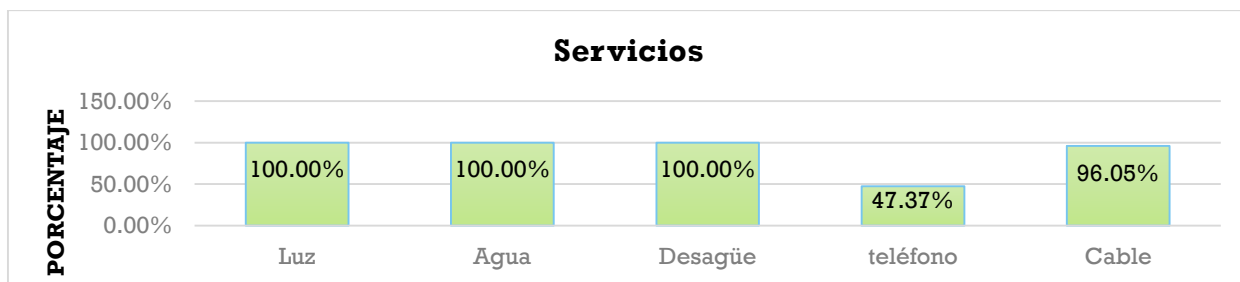 Servicios
PORCENTAJE
150.00%
100.00%
50.00%
0.00%
100.00%
100.00%
100.00%
47.37%
96.05%
Luz
Agua
Desagüe
teléfono
Cable